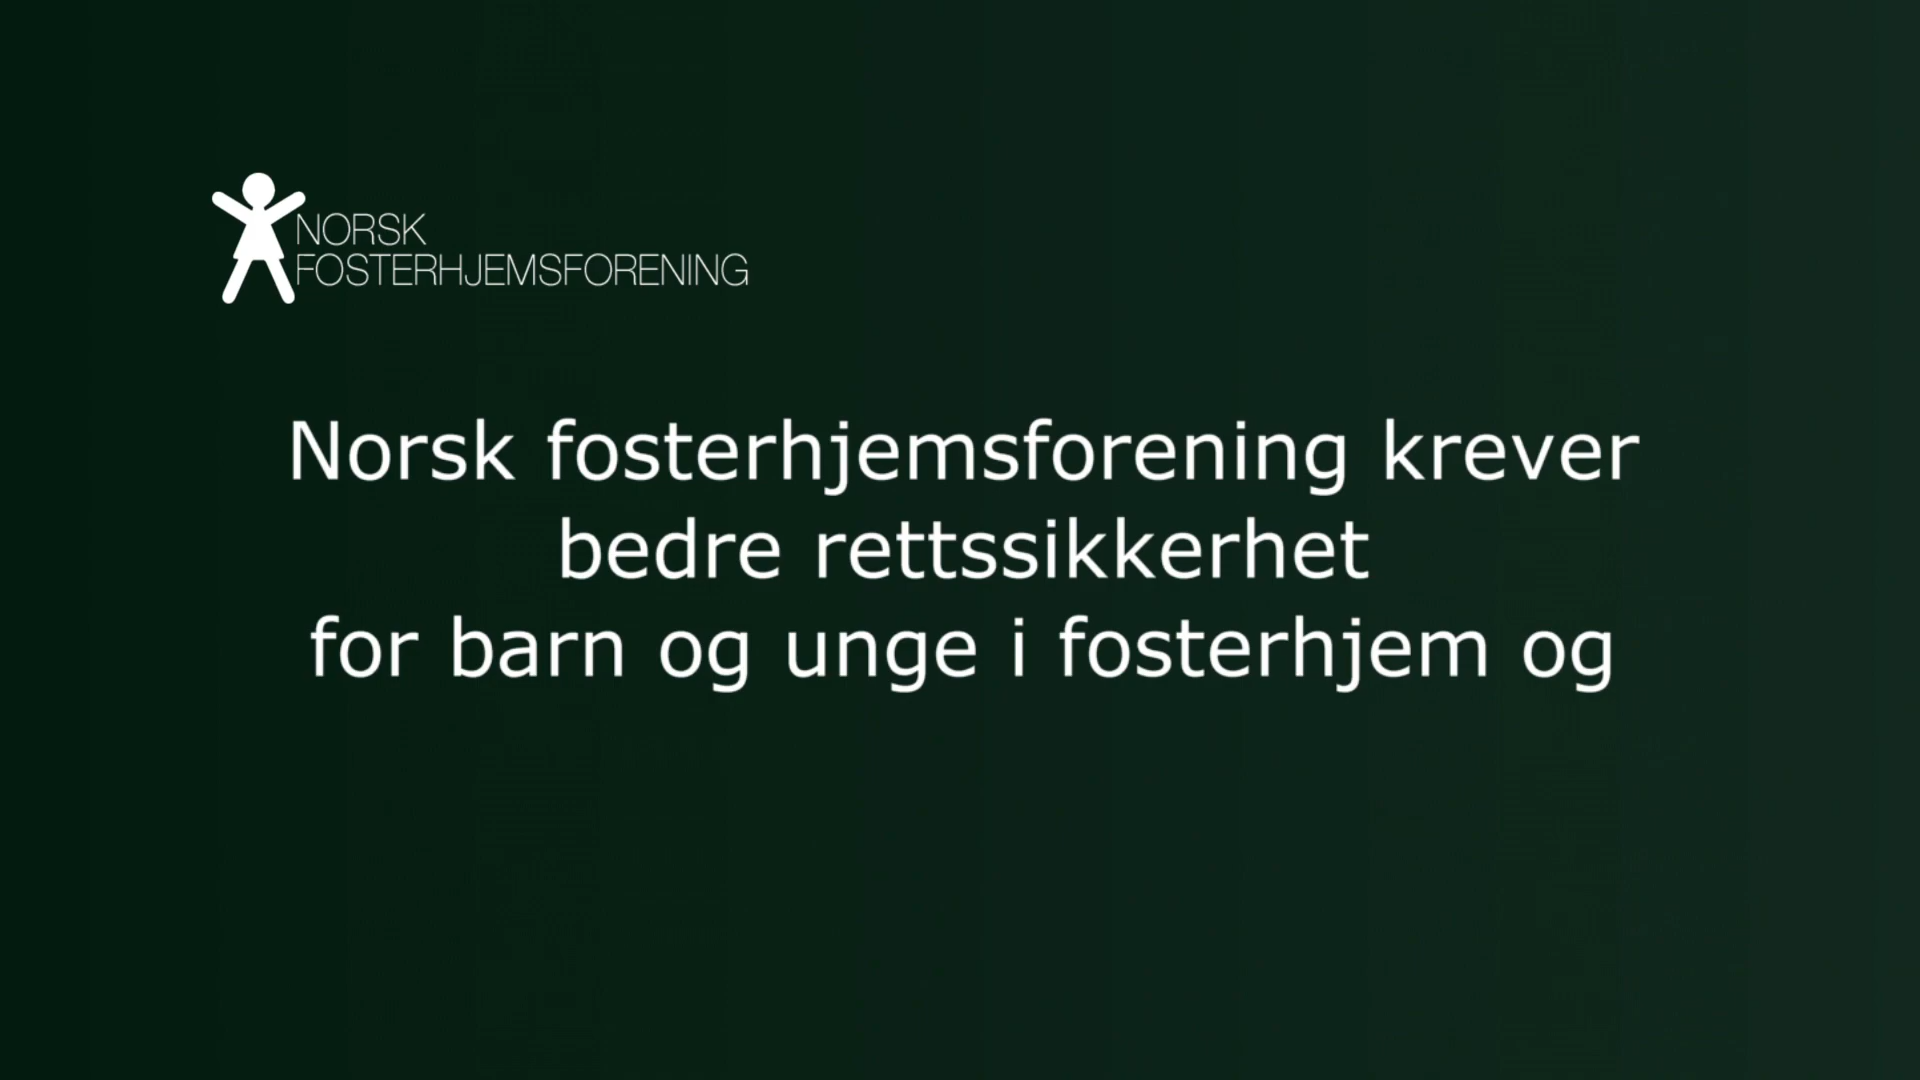 NORSK
FOSTERHJEMSFORENING
Norsk fosterhjemsforening krever
bedre rettssikkerhet
for barn og unge i fosterhjem og